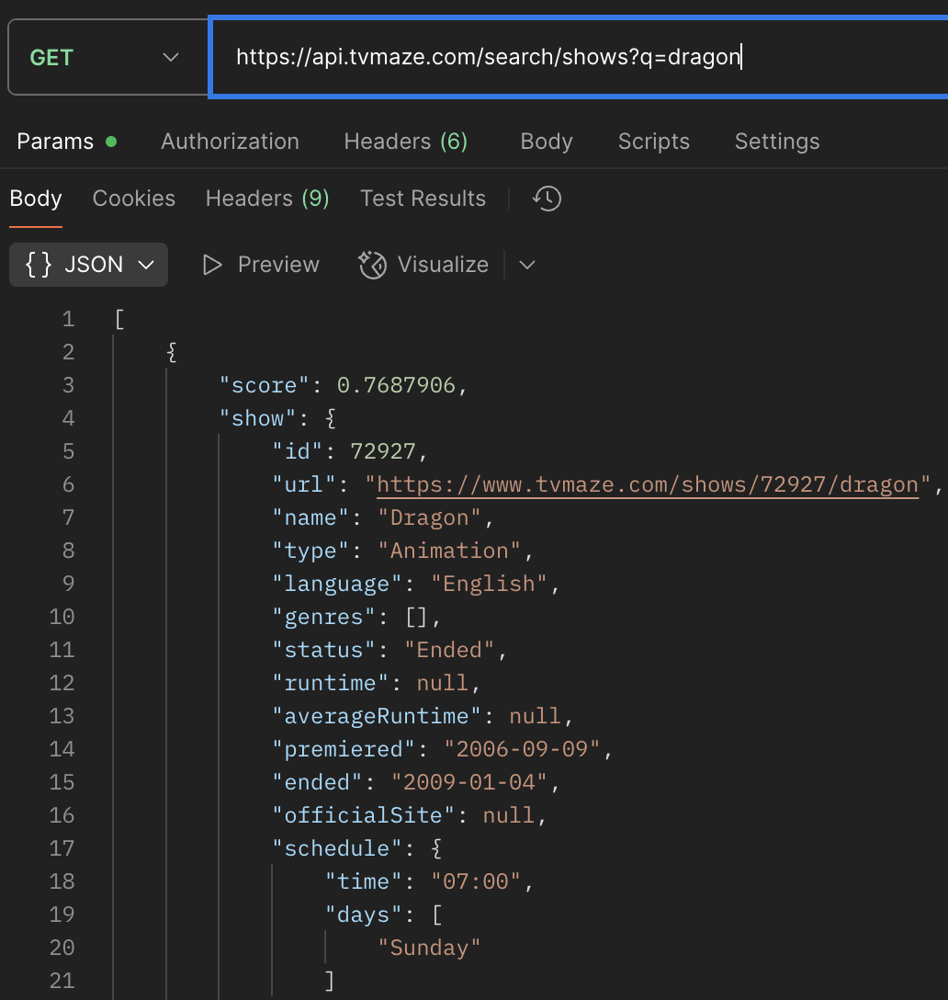 GET https://api.tvmaze.com/search/shows?q=dragon
Params Authorization Headers (6) Body Scripts Settings
Body Cookies Headers (9) Test Results
{} JSON Preview Visualize
1 [
2 {
3 "score": 0.7687906,
4 "show": {
5 "id": 72927,
6 "url": "https://www.tvmaze.com/shows/72927/dragon",
7 "name": "Dragon",
8 "type": "Animation",
9 "language": "English",
10 "genres": [],
11 "status": "Ended",
12 "runtime": null,
13 "averageRuntime": null,
14 "premiered": "2006-09-09",
15 "ended": "2009-01-04",
16 "officialSite": null,
17 "schedule": {
18 "time": "07:00",
19 "days": [
20 "Sunday"
21 ]